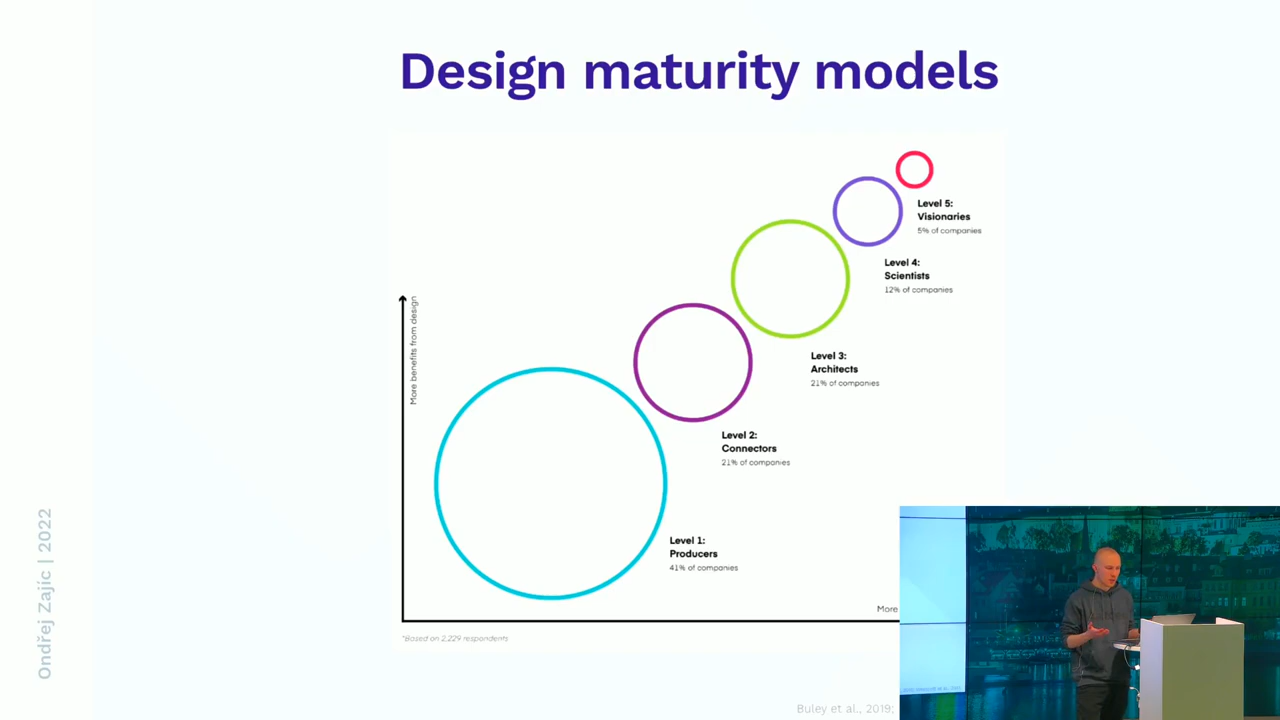 Design maturity models
Level 5:
Visionaries
5% of companies
Level 4:
Scientists
12% of companies
More benefits from design
Level 3:
Architects
21% of companies
Level 2:
Connectors
21% of companies
Level 1:
Producers
41% of companies
More
*Based on 2,229 respondents
Buley et al., 2019;
Ondřej Zajíc | 2022